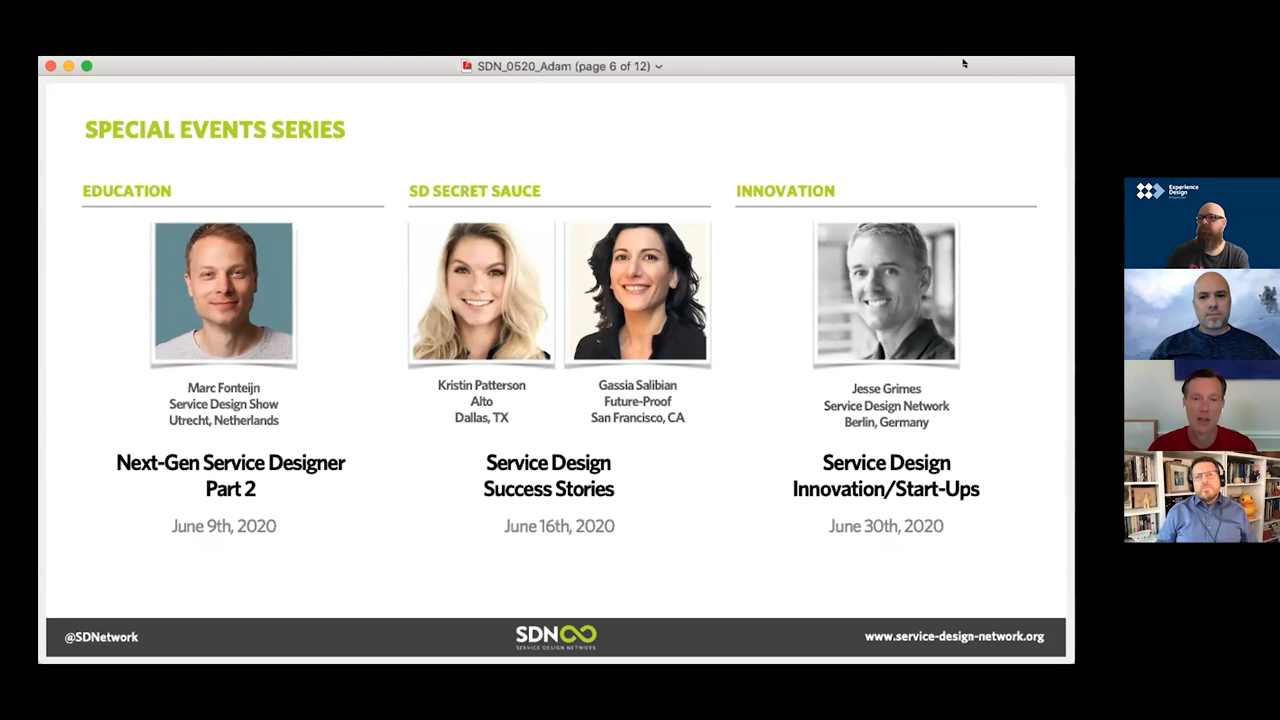 SDN_0520_Adam (page 6 of 12)
SPECIAL EVENTS SERIES
EDUCATION
Marc Fonteijn
Service Design Show
Utrecht, Netherlands
Next-Gen Service Designer
Part 2
June 9th, 2020
SD SECRET SAUCE
Kristin Patterson
Alto
Dallas, TX
Gassia Salibian
Future-Proof
San Francisco, CA
Service Design
Success Stories
June 16th, 2020
INNOVATION
Jesse Grimes
Service Design Network
Berlin, Germany
Service Design
Innovation/Start-Ups
June 30th, 2020
@SDNetwork
SDN
SERVICE DESIGN NETWORK
www.service-design-network.org
Experience
Design